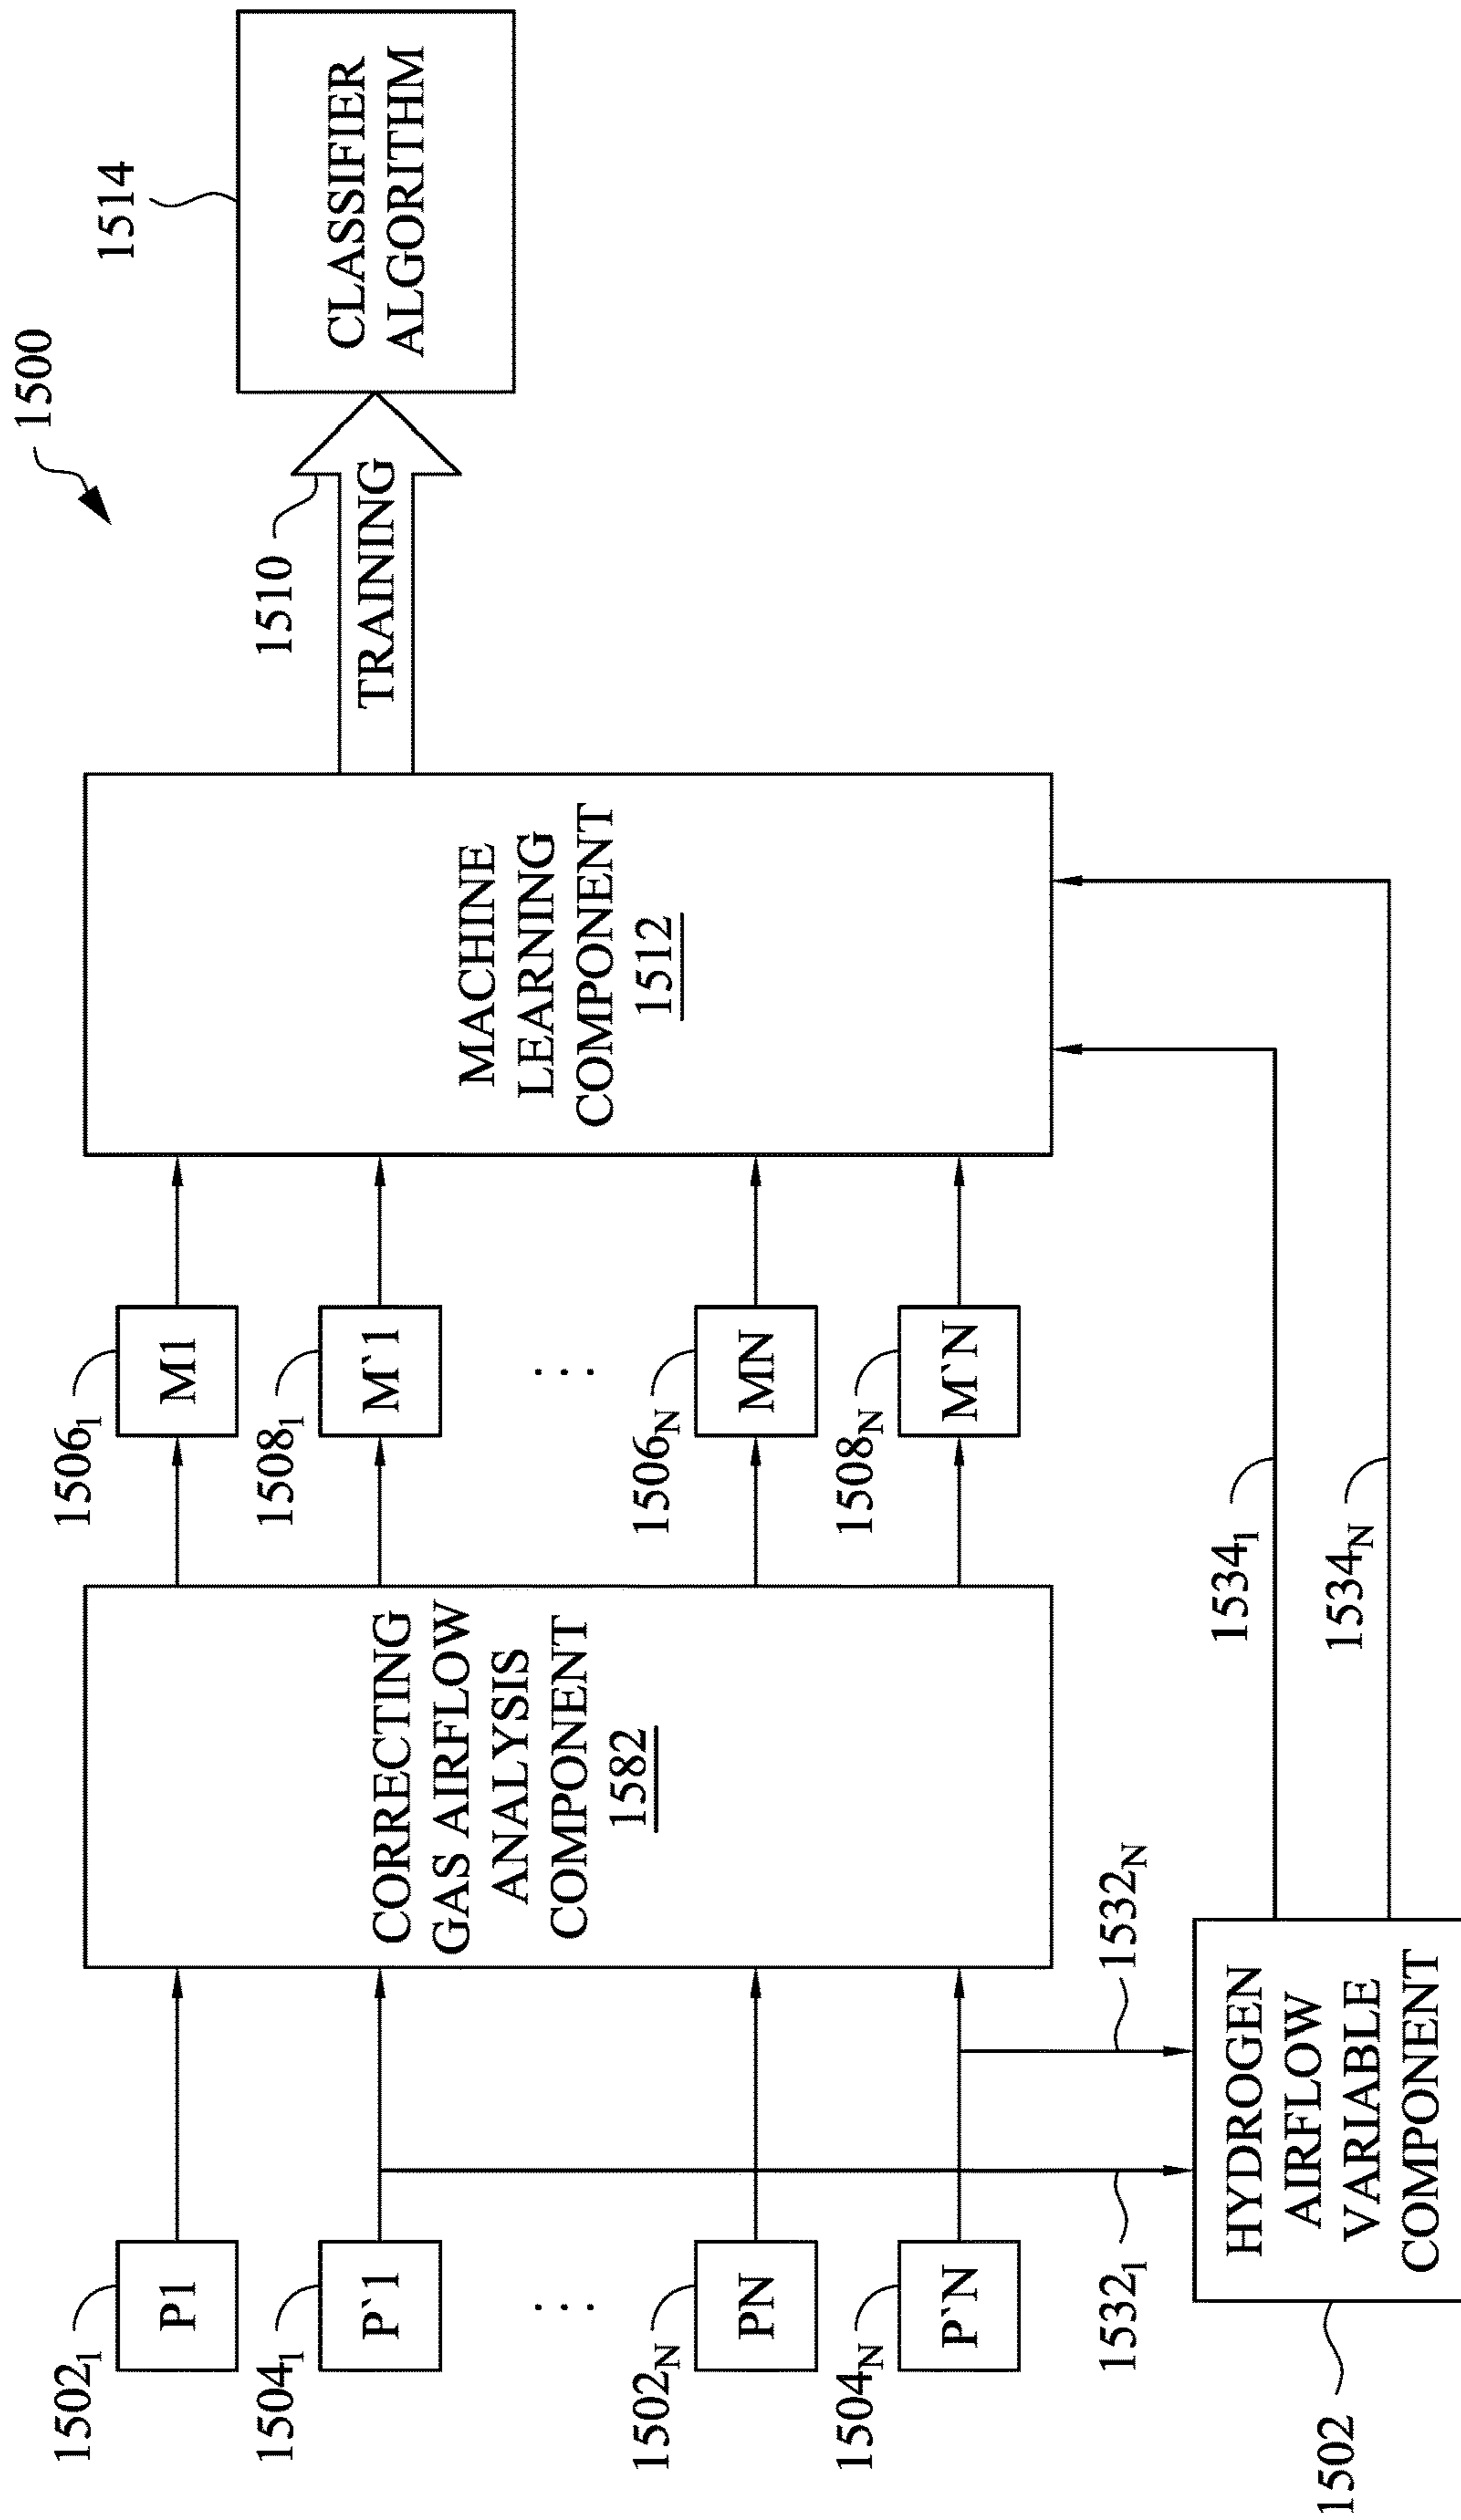 1500
1502₁
P1
1504₁
P`1
. . .
1502N
PN
1504N
P`N
1532₁
1532N
1502
HYDROGEN
AIRFLOW
VARIABLE
COMPONENT
CORRECTING
GAS AIRFLOW
ANALYSIS
COMPONENT
1582
1506₁
M1
1508₁
M`1
. . .
1506N
MN
1508N
M`N
1534₁
1534N
MACHINE
LEARNING
COMPONENT
1512
1510
TRAINING
1514
CLASSIFIER
ALGORITHM